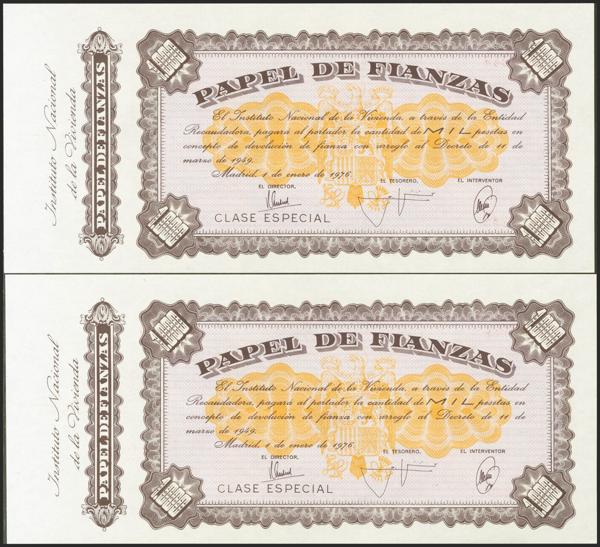 Instituto Nacional
de la Vivienda
PAPEL DE FIANZAS
PAPEL DE FIANZAS
El Instituto Nacional de la Vivienda, a través de la Entidad
Recaudadora, pagará al portador la cantidad de MIL pesetas en
concepto de devolución de fianza con arreglo al Decreto de 11 de
marzo de 1949.
Madrid, 1 de enero de 1976.
EL DIRECTOR, EL TESORERO, EL INTERVENTOR
CLASE ESPECIAL
Instituto Nacional
de la Vivienda
PAPEL DE FIANZAS
PAPEL DE FIANZAS
El Instituto Nacional de la Vivienda, a través de la Entidad
Recaudadora, pagará al portador la cantidad de MIL pesetas en
concepto de devolución de fianza con arreglo al Decreto de 11 de
marzo de 1949.
Madrid, 1 de enero de 1976.
EL DIRECTOR, EL TESORERO, EL INTERVENTOR
CLASE ESPECIAL